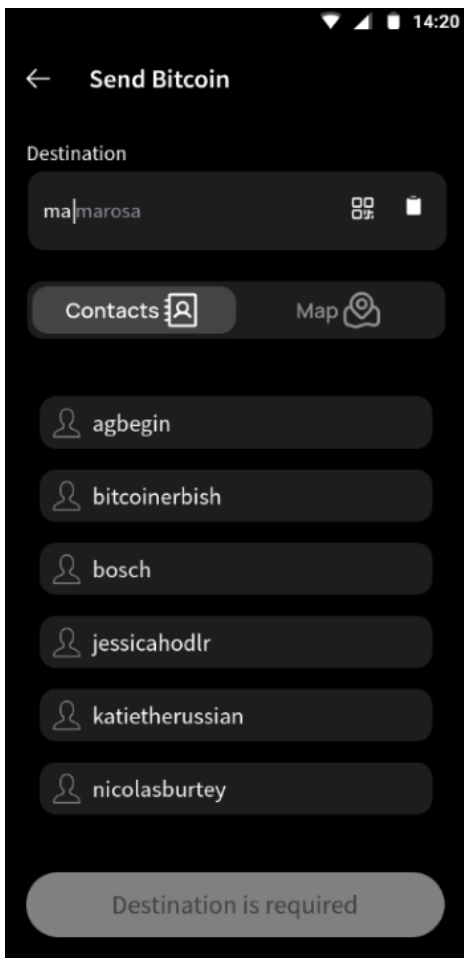 14:20
Send Bitcoin
Destination
mamarosa
Contacts Map
agbegin
bitcoinerbish
bosch
jessicahodlr
katietherussian
nicolasburtey
Destination is required